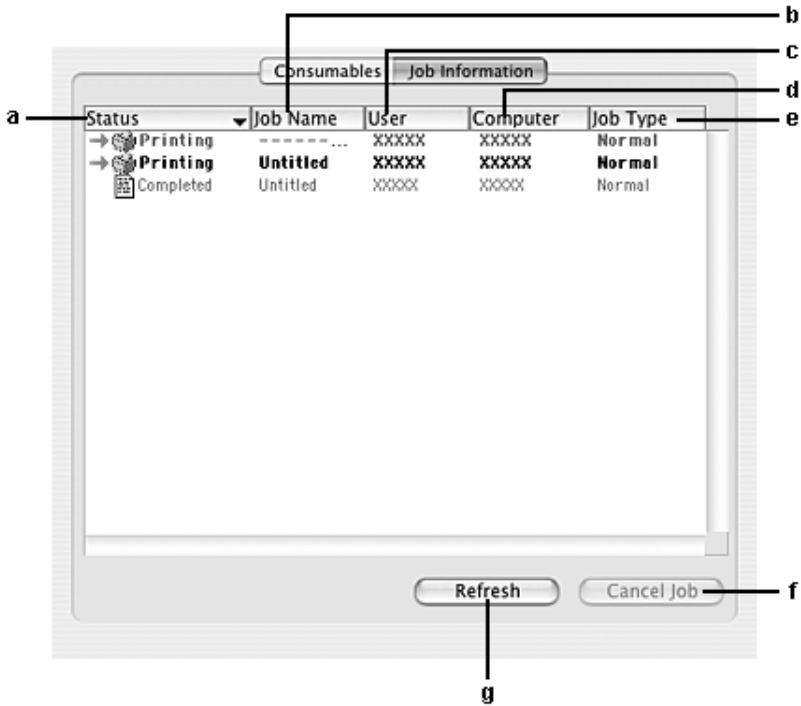 b
Consumables Job Information
c
d
a Status Job Name User Computer Job Type e
Printing ------... XXXXX XXXXX Normal
Printing Untitled XXXXX XXXXX Normal
Completed Untitled XXXXX XXXXX Normal
Refresh Cancel Job f
g